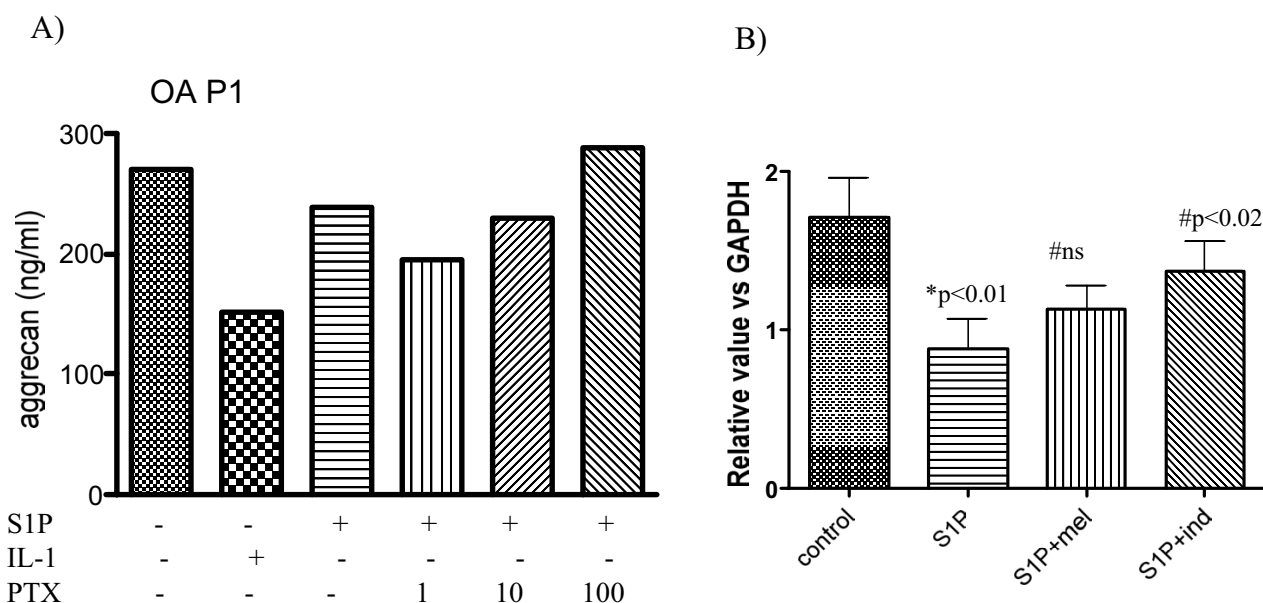 A)
OA P1
aggrecan (ng/ml)
300
200
100
0
S1P - - + + + +
IL-1 - + - - - -
PTX - - - 1 10 100
B)
Relative value vs GAPDH
2
1
0
*p<0.01
#ns
#p<0.02
control
S1P
S1P+mel
S1P+ind